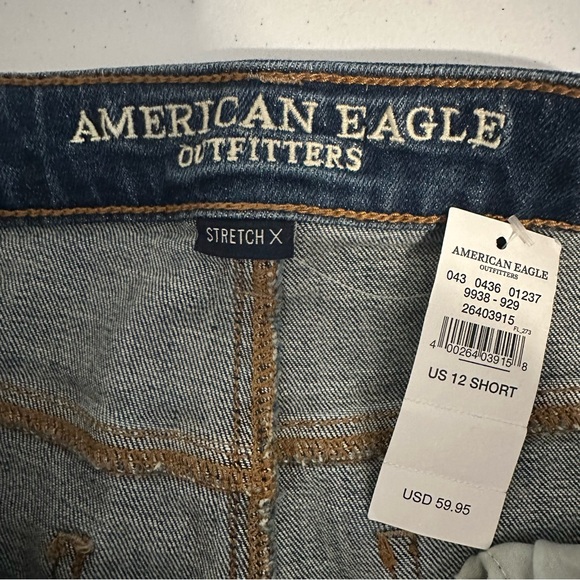 AMERICAN EAGLE
OUTFITTERS
STRETCH X
AMERICAN EAGLE
OUTFITTERS
043 0436 01237
9938 - 929
26403915
FL_273
4 00264 03915 8
US 12 SHORT
USD 59.95